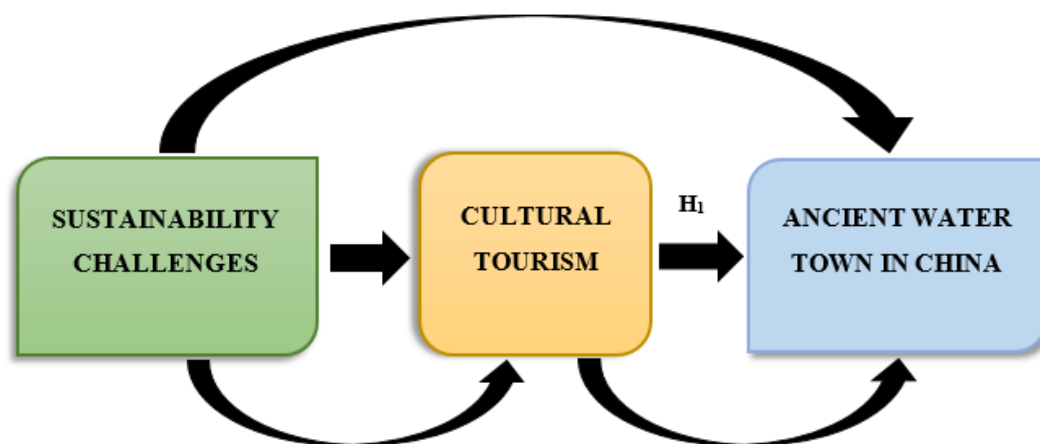 SUSTAINABILITY
CHALLENGES
CULTURAL
TOURISM
H₁
ANCIENT WATER
TOWN IN CHINA